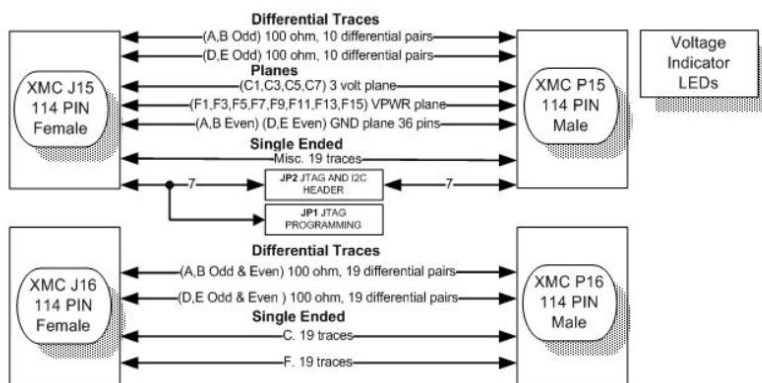 Differential Traces
(A,B Odd) 100 ohm, 10 differential pairs
(D,E Odd) 100 ohm, 10 differential pairs
Planes
(C1,C3,C5,C7) 3 volt plane
(F1,F3,F5,F7,F9,F11,F13,F15) VPWR plane
(A,B Even) (D,E Even) GND plane 36 pins
Single Ended
Misc. 19 traces
7
JP2 JTAG AND I2C
HEADER
7
JP1 JTAG
PROGRAMMING
XMC J15
114 PIN
Female
XMC P15
114 PIN
Male
Voltage
Indicator
LEDs
Differential Traces
(A,B Odd & Even) 100 ohm, 19 differential pairs
(D,E Odd & Even ) 100 ohm, 19 differential pairs
Single Ended
C. 19 traces
F. 19 traces
XMC J16
114 PIN
Female
XMC P16
114 PIN
Male